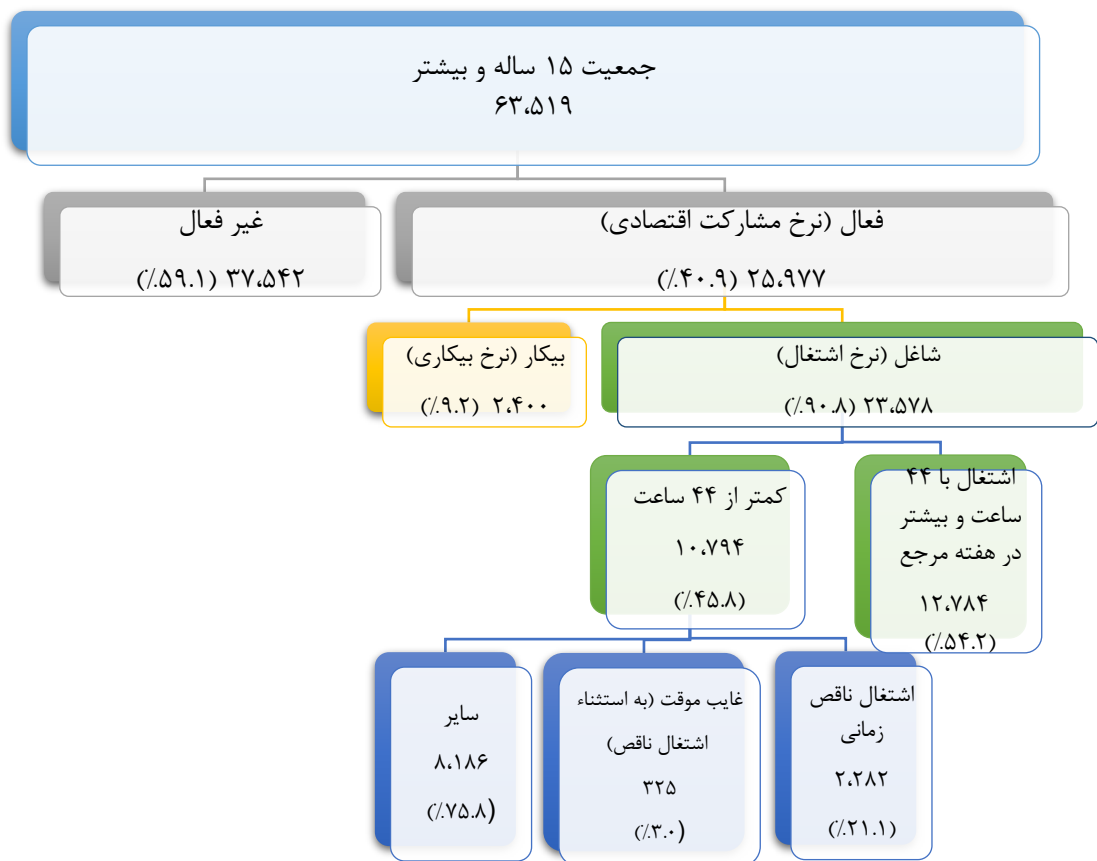 جمعیت ۱۵ ساله و بیشتر
۶۳،۵۱۹
فعال (نرخ مشارکت اقتصادی)
۲۵،۹۷۷ (٪۴۰.۹)
غیر فعال
۳۷،۵۴۲ (٪۵۹.۱)
شاغل (نرخ اشتغال)
۲۳،۵۷۸ (٪۹۰.۸)
بیکار (نرخ بیکاری)
۲،۴۰۰ (٪۹.۲)
اشتغال با ۴۴
ساعت و بیشتر
در هفته مرجع
۱۲،۷۸۴
(٪۵۴.۲)
کمتر از ۴۴ ساعت
۱۰،۷۹۴
(٪۴۵.۸)
اشتغال ناقص
زمانی
۲،۲۸۲
(٪۲۱.۱)
غایب موقت (به استثناء
اشتغال ناقص)
۳۲۵
(٪۳.۰)
سایر
۸،۱۸۶
(٪۷۵.۸)